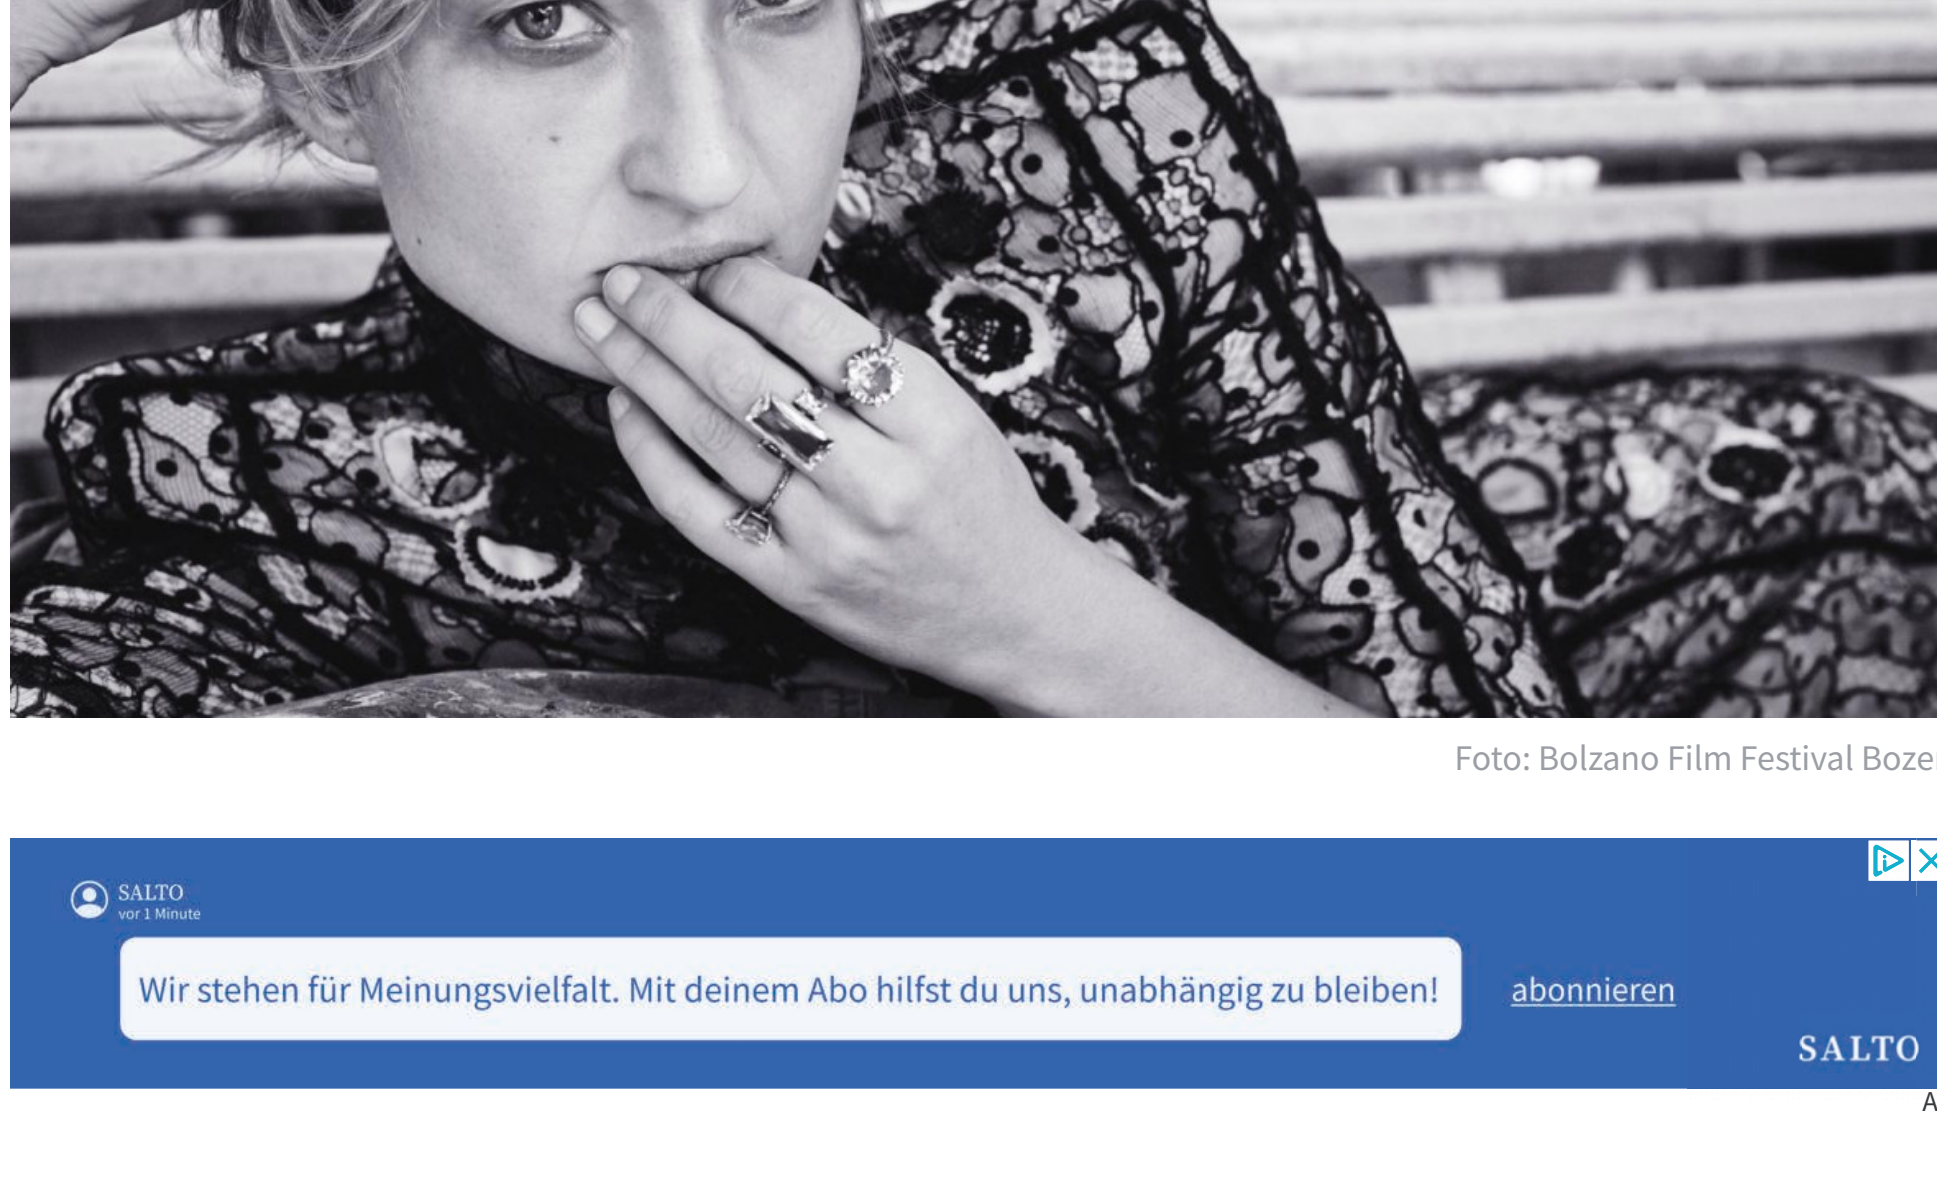 Foto: Bolzano Film Festival Boze
SALTO
vor 1 Minute
Wir stehen für Meinungsvielfalt. Mit deinem Abo hilfst du uns, unabhängig zu bleiben!
abonnieren
SALTO
A